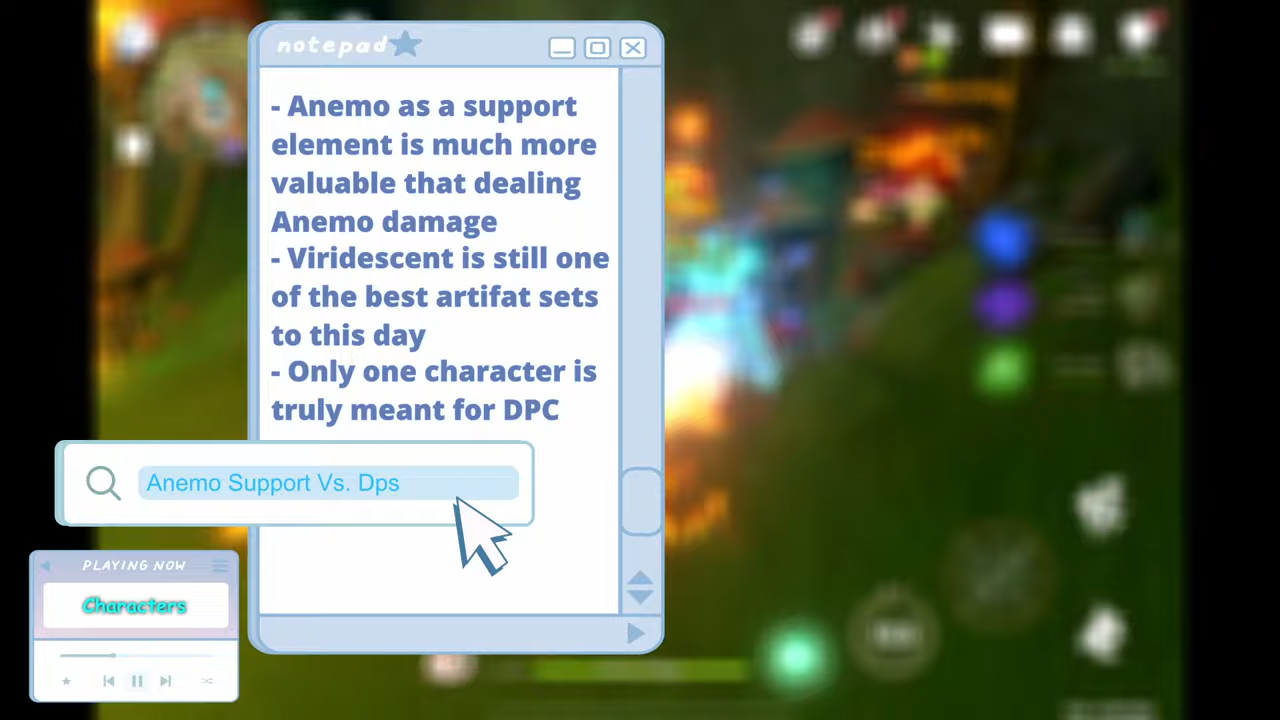 notepad
- Anemo as a support
element is much more
valuable that dealing
Anemo damage
- Viridescent is still one
of the best artifat sets
to this day
- Only one character is
truly meant for DPC
Anemo Support Vs. Dps
PLAYING NOW
Characters